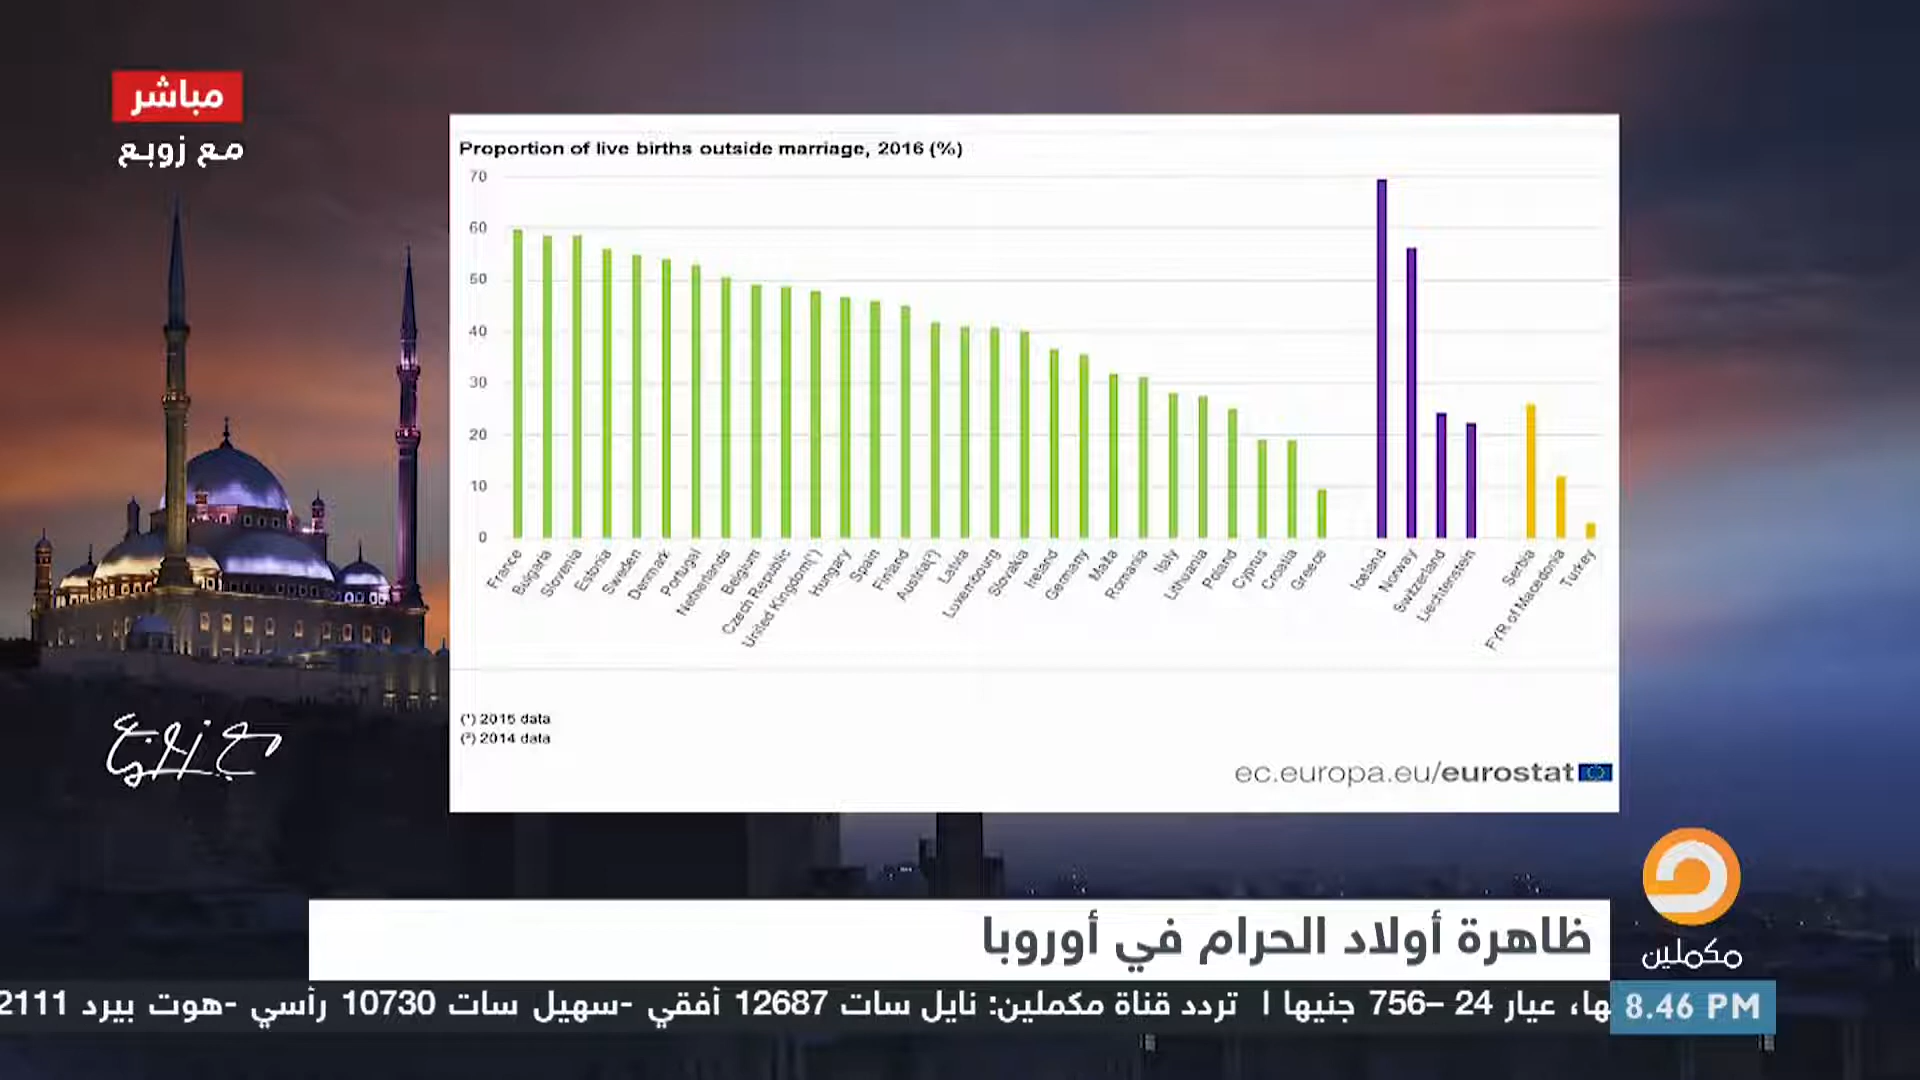 مباشر
مع زوبع
Proportion of live births outside marriage, 2016 (%)
70
60
50
40
30
20
10
0
France
Bulgaria
Slovenia
Estonia
Sweden
Denmark
Portugal
Netherlands
Belgium
Czech Republic
United Kingdom(¹)
Hungary
Spain
Finland
Austria(²)
Latvia
Luxembourg
Slovakia
Ireland
Germany
Malta
Romania
Italy
Lithuania
Poland
Cyprus
Croatia
Greece
Iceland
Norway
Switzerland
Liechtenstein
Serbia
FYR of Macedonia
Turkey
(¹) 2015 data
(²) 2014 data
ec.europa.eu/eurostat
مع زوبع
ظاهرة أولاد الحرام في أوروبا
مكملين
عيار 24 –756 جنيها | تردد قناة مكملين: نايل سات 12687 أفقي -سهيل سات 10730 رأسي -هوت بيرد 2111
8.46 PM